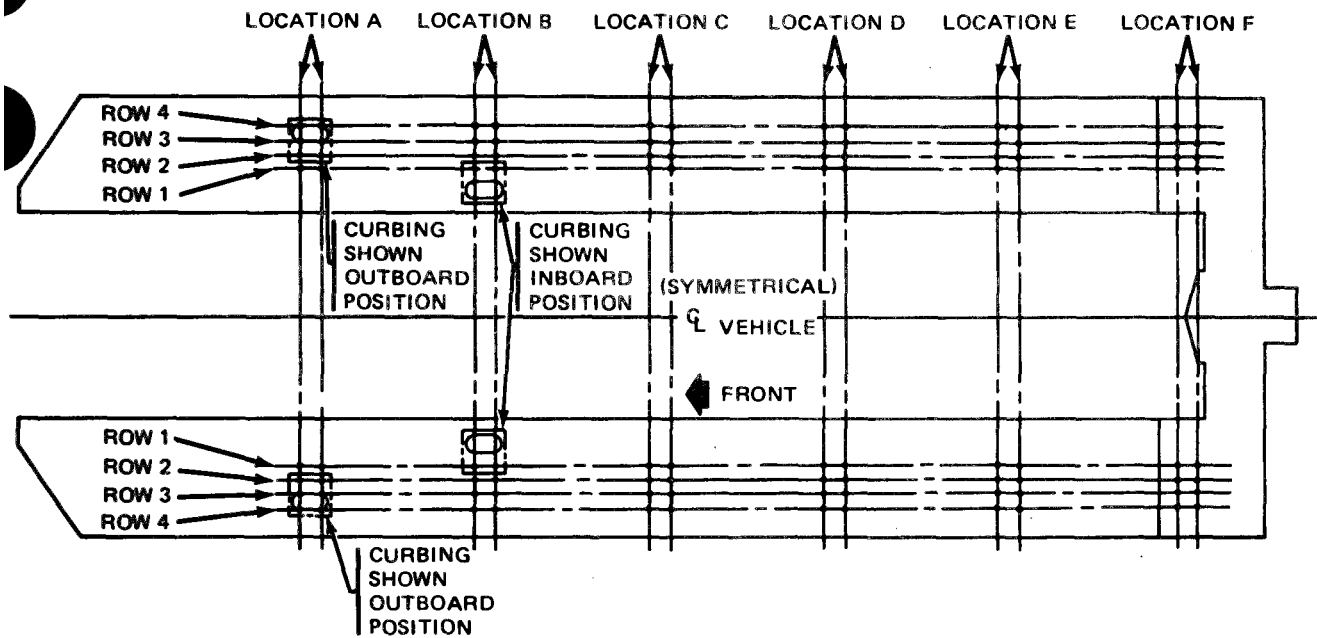 LOCATION A LOCATION B LOCATION C LOCATION D LOCATION E LOCATION F
ROW 4
ROW 3
ROW 2
ROW 1
CURBING
SHOWN
OUTBOARD
POSITION
CURBING
SHOWN
INBOARD
POSITION
(SYMMETRICAL)
℄ VEHICLE
FRONT
ROW 1
ROW 2
ROW 3
ROW 4
CURBING
SHOWN
OUTBOARD
POSITION